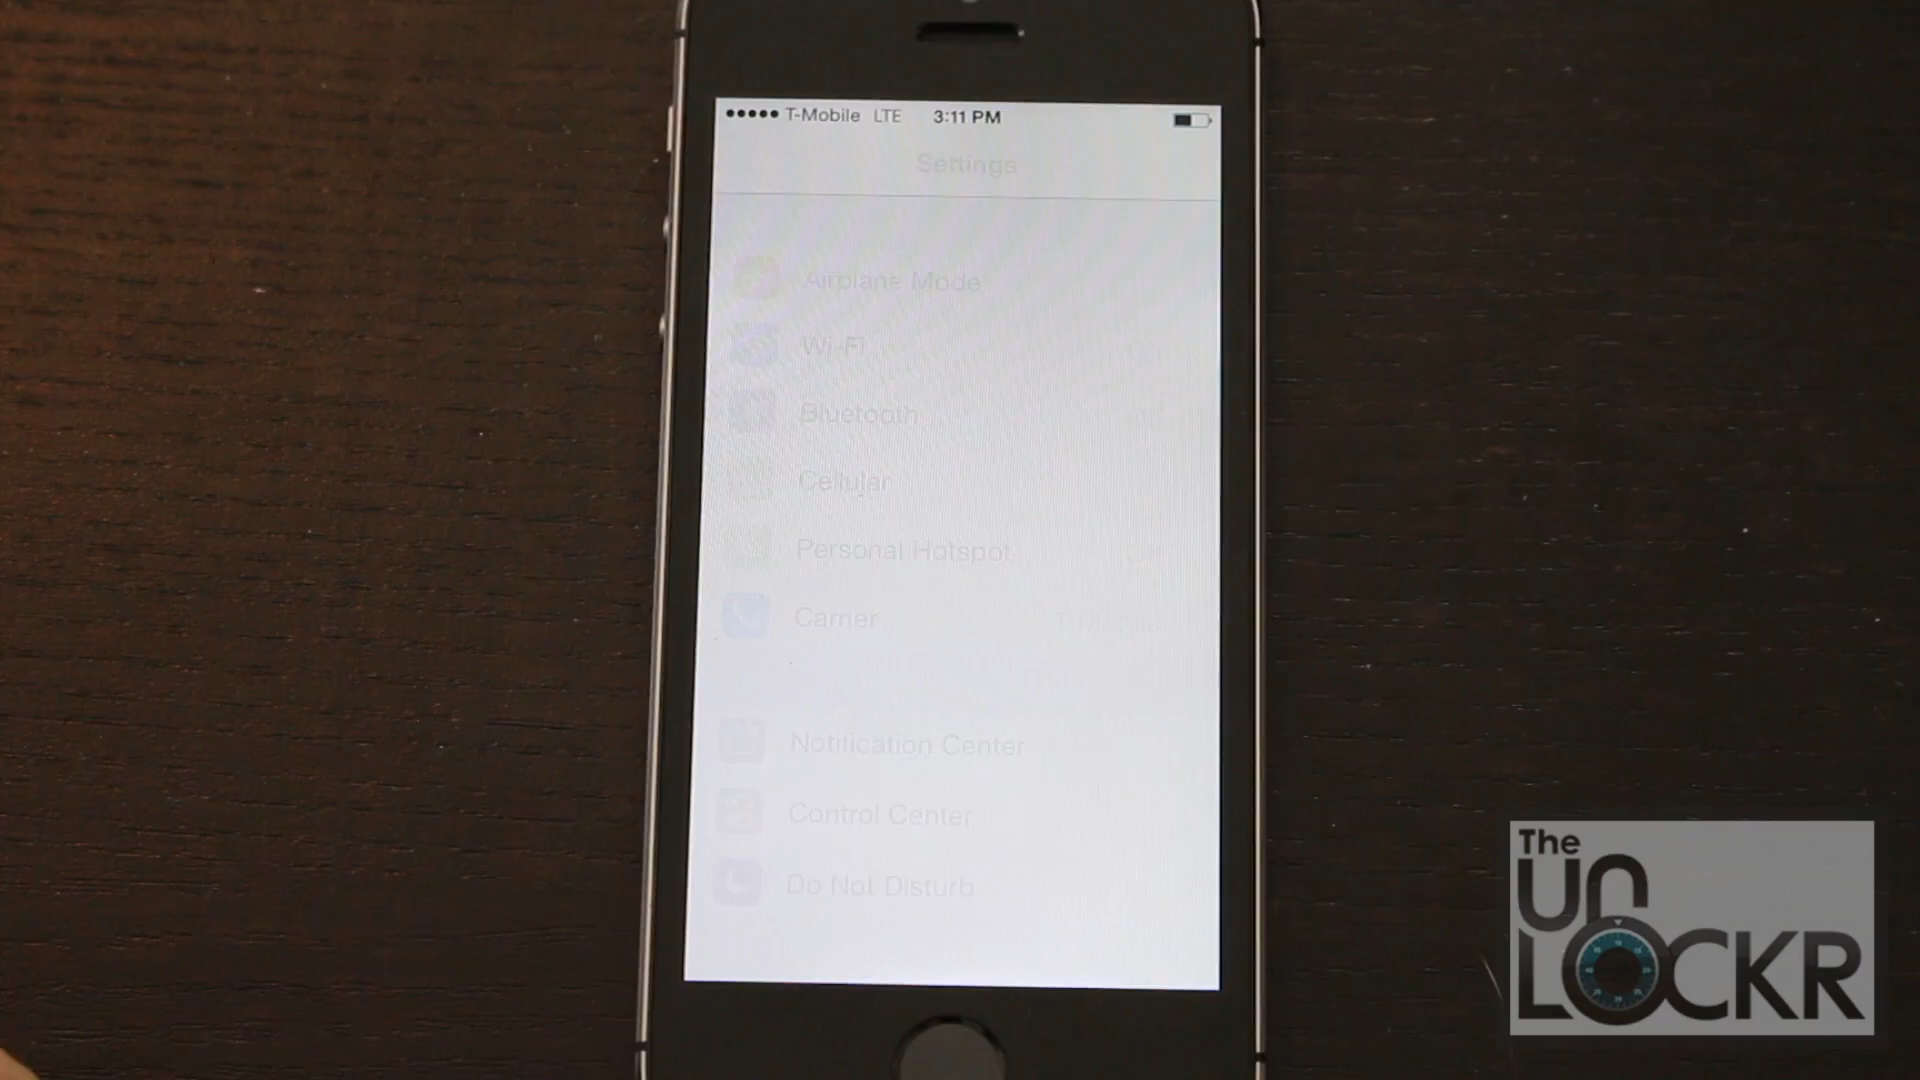 ●●●●● T-Mobile LTE 3:11 PM
Settings
Airplane Mode
Wi-Fi
Bluetooth
Cellular
Personal Hotspot
Carrier T-Mobile
Notification Center
Control Center
Do Not Disturb
The
UN
LOCKR